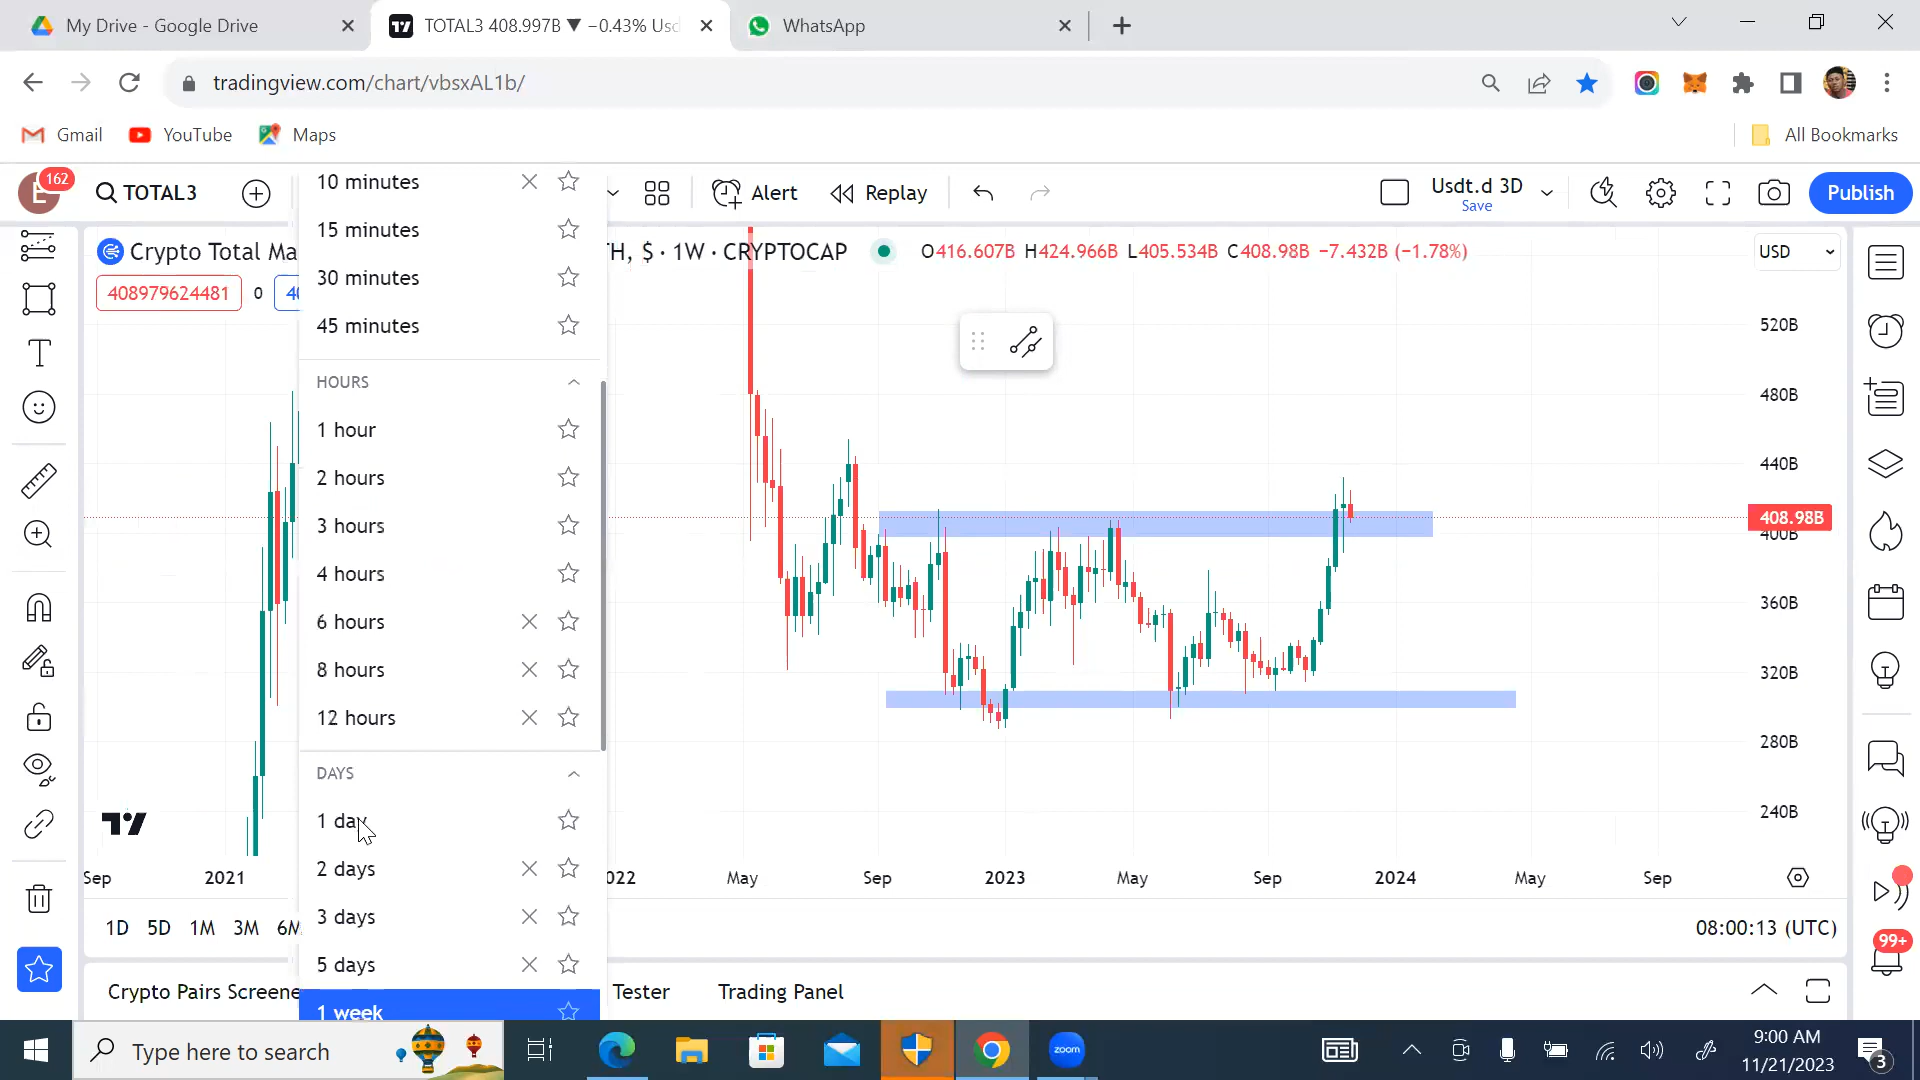 My Drive - Google Drive
TOTAL3 408.997B ▼ −0.43% Usd
WhatsApp
tradingview.com/chart/vbsxAL1b/
Gmail
YouTube
Maps
All Bookmarks
E
162
TOTAL3
Alert
Replay
Usdt.d 3D
Save
Publish
Crypto Total Ma
TH, $ · 1W · CRYPTOCAP
O416.607B H424.966B L405.534B C408.98B −7.432B (−1.78%)
USD
408979624481
0
40
10 minutes
15 minutes
30 minutes
45 minutes
HOURS
1 hour
2 hours
3 hours
4 hours
6 hours
8 hours
12 hours
DAYS
1 day
2 days
3 days
5 days
1 week
520B
480B
440B
408.98B
400B
360B
320B
280B
240B
Sep
2021
022
May
Sep
2023
May
Sep
2024
May
Sep
1D 5D 1M 3M 6M
08:00:13 (UTC)
99+
Crypto Pairs Screene
Tester
Trading Panel
Type here to search
zoom
9:00 AM
11/21/2023
3